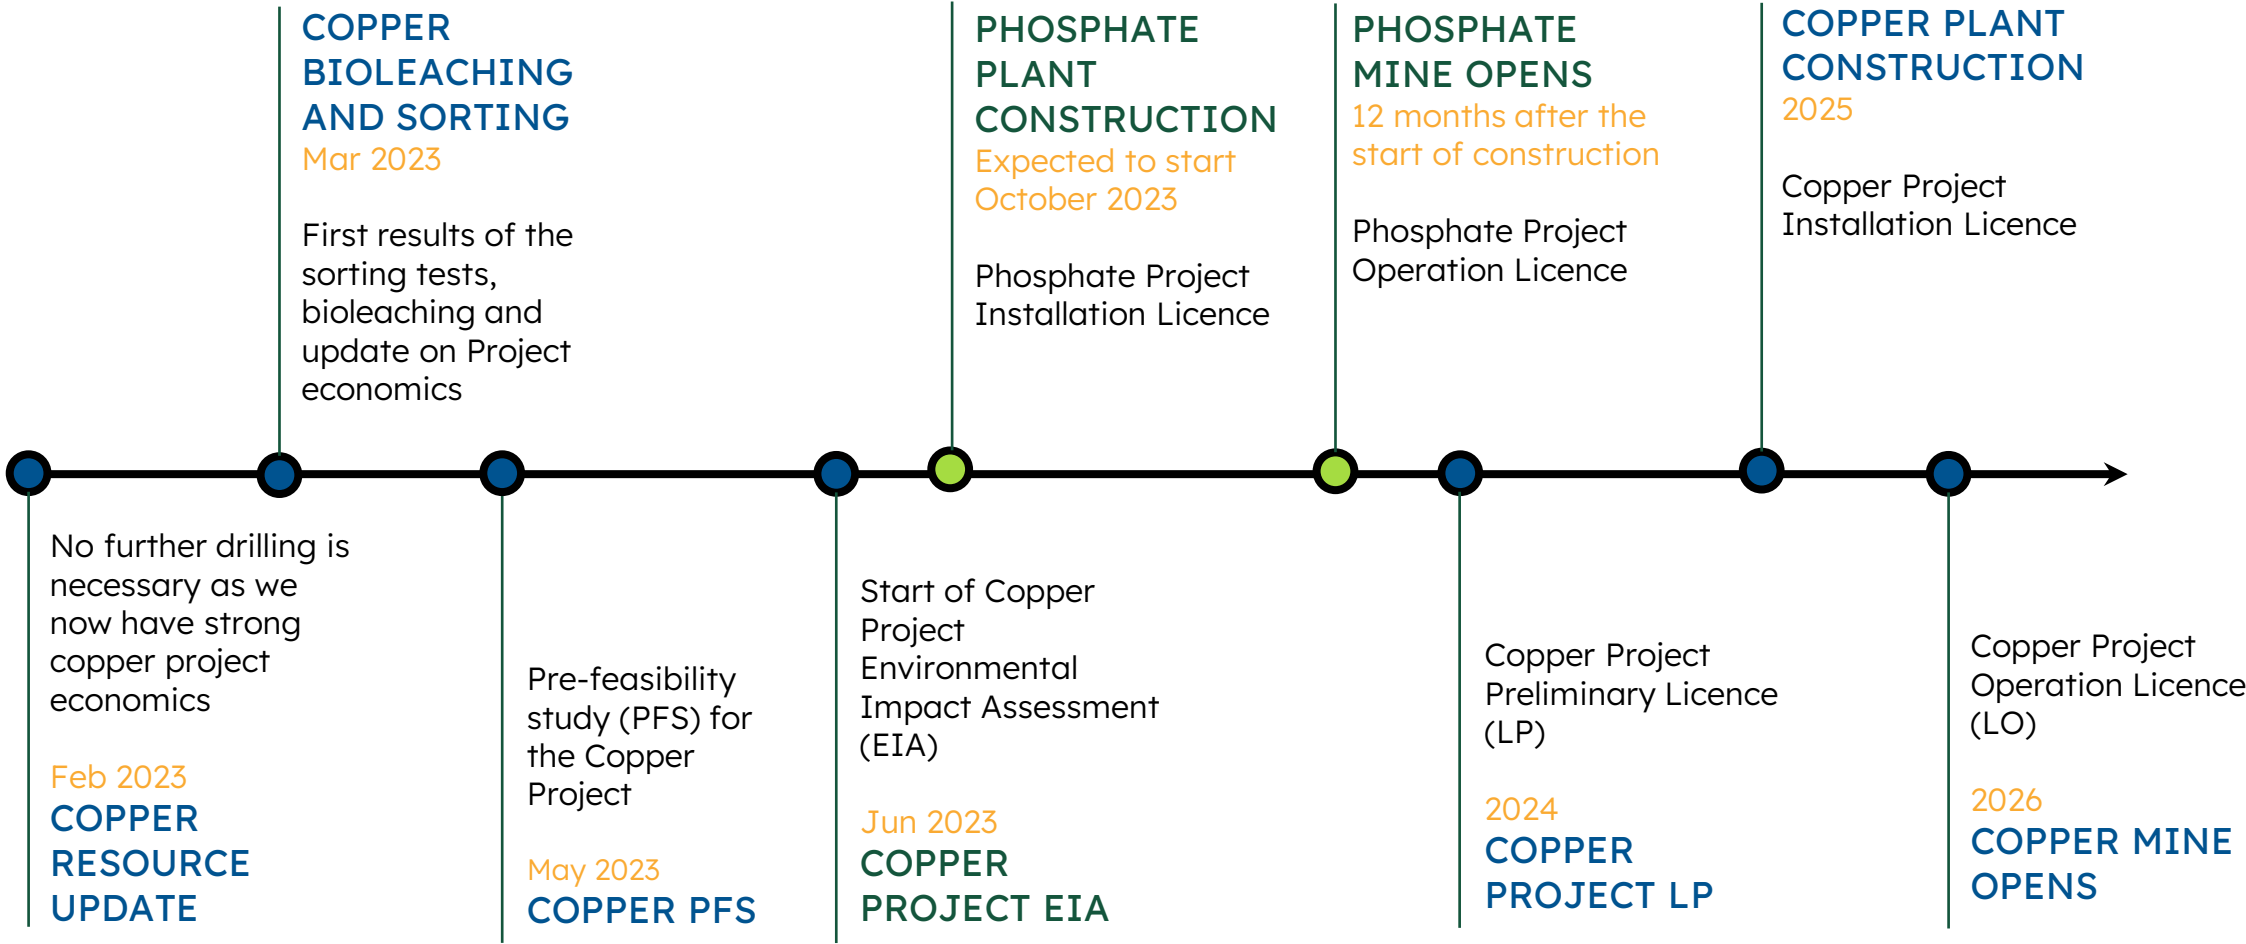 COPPER
BIOLEACHING
AND SORTING
Mar 2023
First results of the
sorting tests,
bioleaching and
update on Project
economics
PHOSPHATE
PLANT
CONSTRUCTION
Expected to start
October 2023
Phosphate Project
Installation Licence
PHOSPHATE
MINE OPENS
12 months after the
start of construction
Phosphate Project
Operation Licence
COPPER PLANT
CONSTRUCTION
2025
Copper Project
Installation Licence
No further drilling is
necessary as we
now have strong
copper project
economics
Feb 2023
COPPER
RESOURCE
UPDATE
Pre-feasibility
study (PFS) for
the Copper
Project
May 2023
COPPER PFS
Start of Copper
Project
Environmental
Impact Assessment
(EIA)
Jun 2023
COPPER
PROJECT EIA
Copper Project
Preliminary Licence
(LP)
2024
COPPER
PROJECT LP
Copper Project
Operation Licence
(LO)
2026
COPPER MINE
OPENS